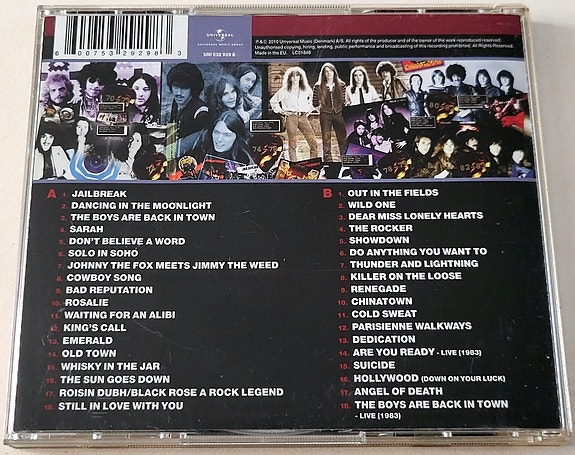 6 00753 29298 3
UNIVERSAL
UNIVERSAL MUSIC GROUP
UNI 532 929 8
P & C 2010 Universal Music (Denmark) A/S. All rights of the producer and of the owner of the work reproduced reserved.
Unauthorised copying, hiring, lending, public performance and broadcasting of this recording prohibited. All Rights Reserved.
Made in the EU. LC01846
A
1. JAILBREAK
2. DANCING IN THE MOONLIGHT
3. THE BOYS ARE BACK IN TOWN
4. SARAH
5. DON'T BELIEVE A WORD
6. SOLO IN SOHO
7. JOHNNY THE FOX MEETS JIMMY THE WEED
8. COWBOY SONG
9. BAD REPUTATION
10. ROSALIE
11. WAITING FOR AN ALIBI
12. KING'S CALL
13. EMERALD
14. OLD TOWN
15. WHISKY IN THE JAR
16. THE SUN GOES DOWN
17. ROISIN DUBH/BLACK ROSE A ROCK LEGEND
18. STILL IN LOVE WITH YOU
B
1. OUT IN THE FIELDS
2. WILD ONE
3. DEAR MISS LONELY HEARTS
4. THE ROCKER
5. SHOWDOWN
6. DO ANYTHING YOU WANT TO
7. THUNDER AND LIGHTNING
8. KILLER ON THE LOOSE
9. RENEGADE
10. CHINATOWN
11. COLD SWEAT
12. PARISIENNE WALKWAYS
13. DEDICATION
14. ARE YOU READY - LIVE (1983)
15. SUICIDE
16. HOLLYWOOD (DOWN ON YOUR LUCK)
17. ANGEL OF DEATH
18. THE BOYS ARE BACK IN TOWN
- LIVE (1983)